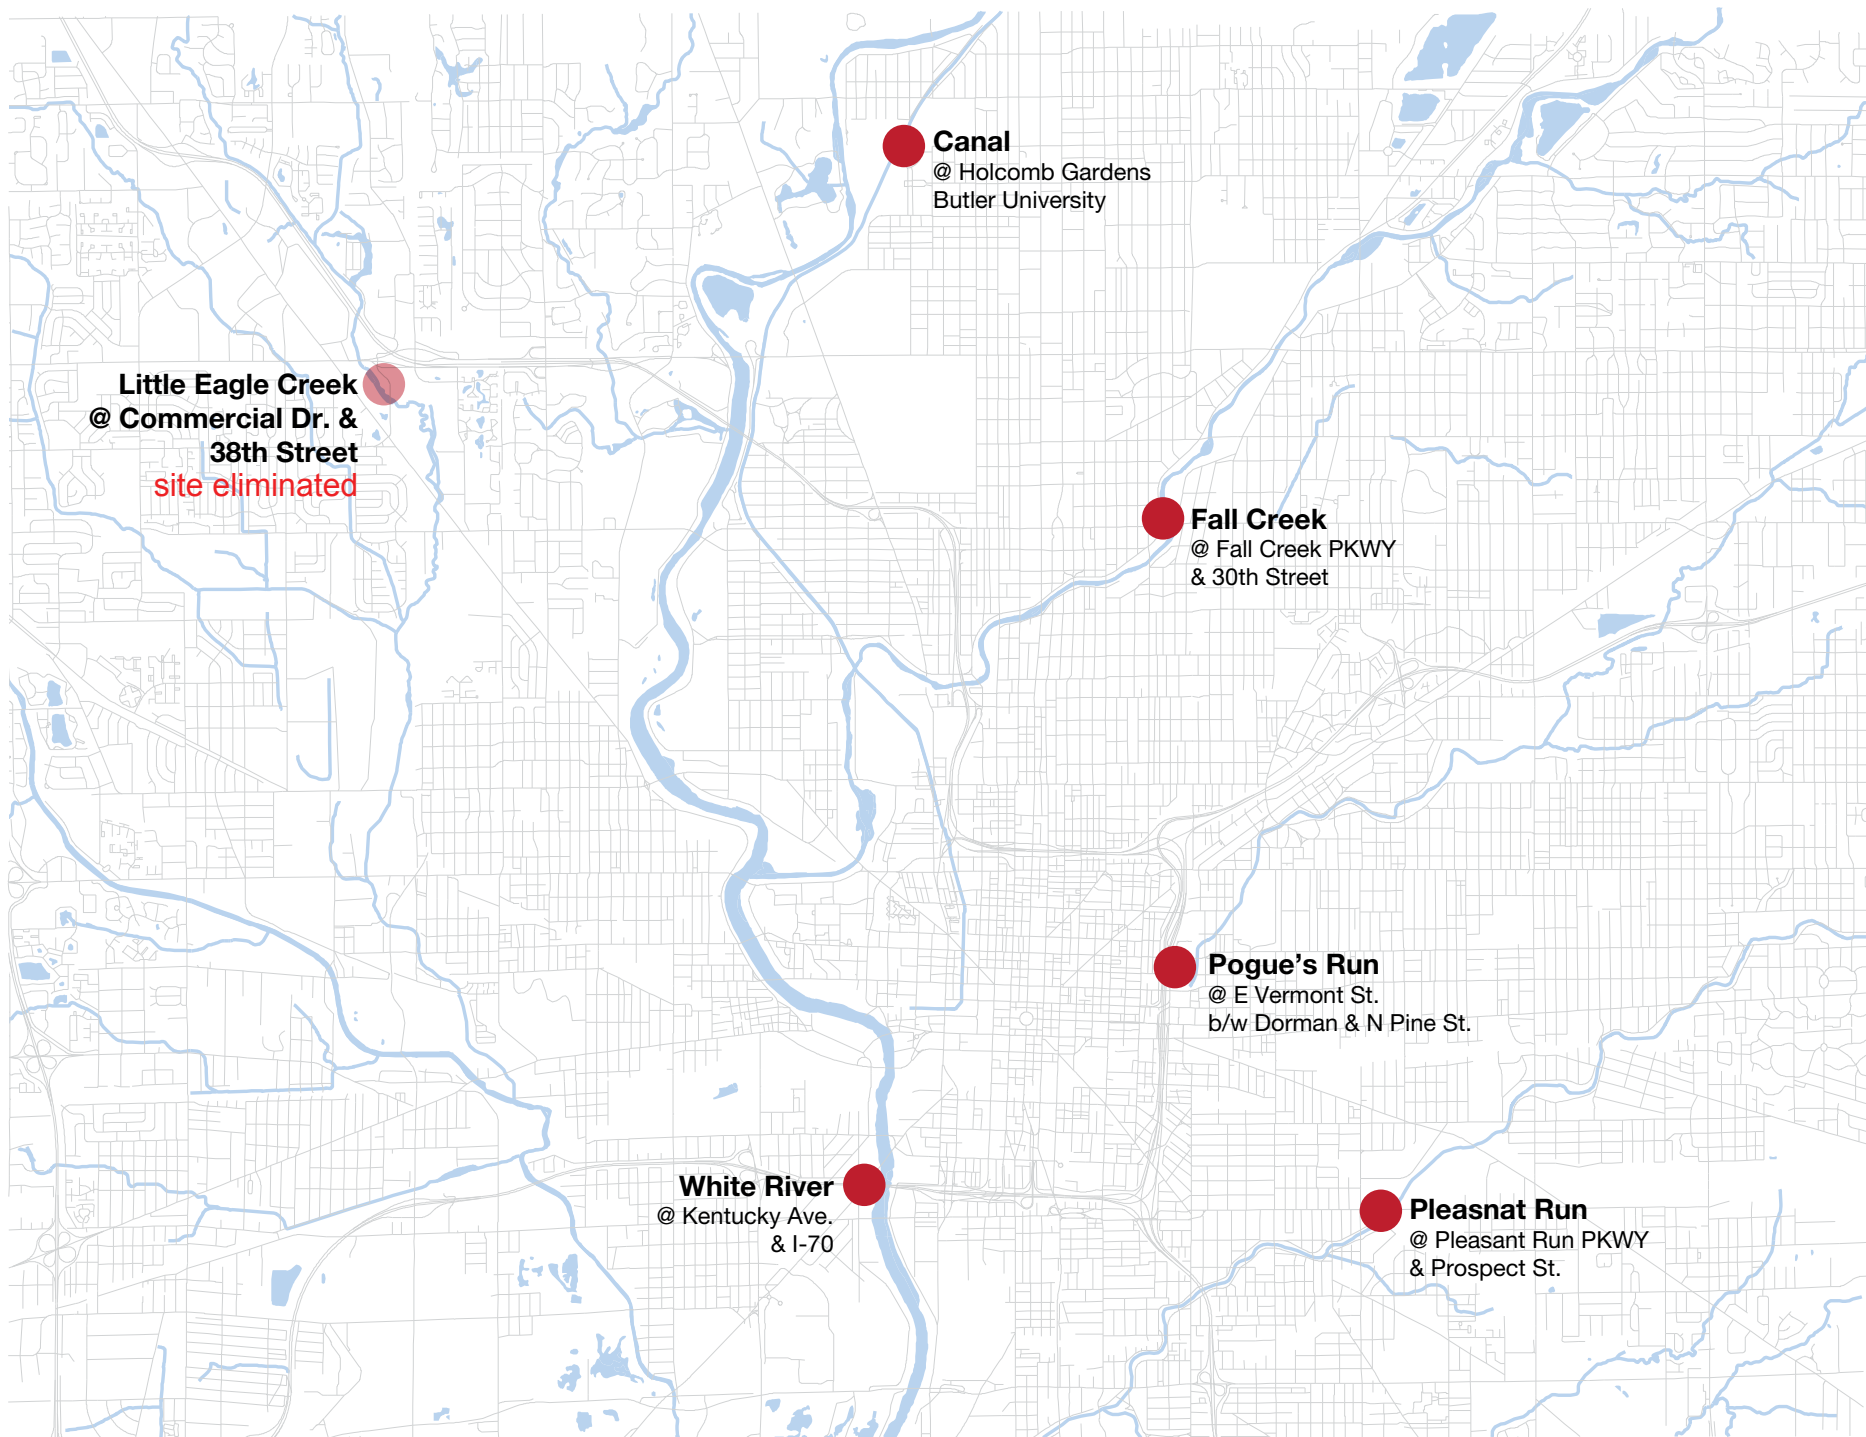 Canal
@ Holcomb Gardens
Butler University
Little Eagle Creek
@ Commercial Dr. &
38th Street
site eliminated
Fall Creek
@ Fall Creek PKWY
& 30th Street
Pogue’s Run
@ E Vermont St.
b/w Dorman & N Pine St.
White River
@ Kentucky Ave.
& I-70
Pleasnat Run
@ Pleasant Run PKWY
& Prospect St.